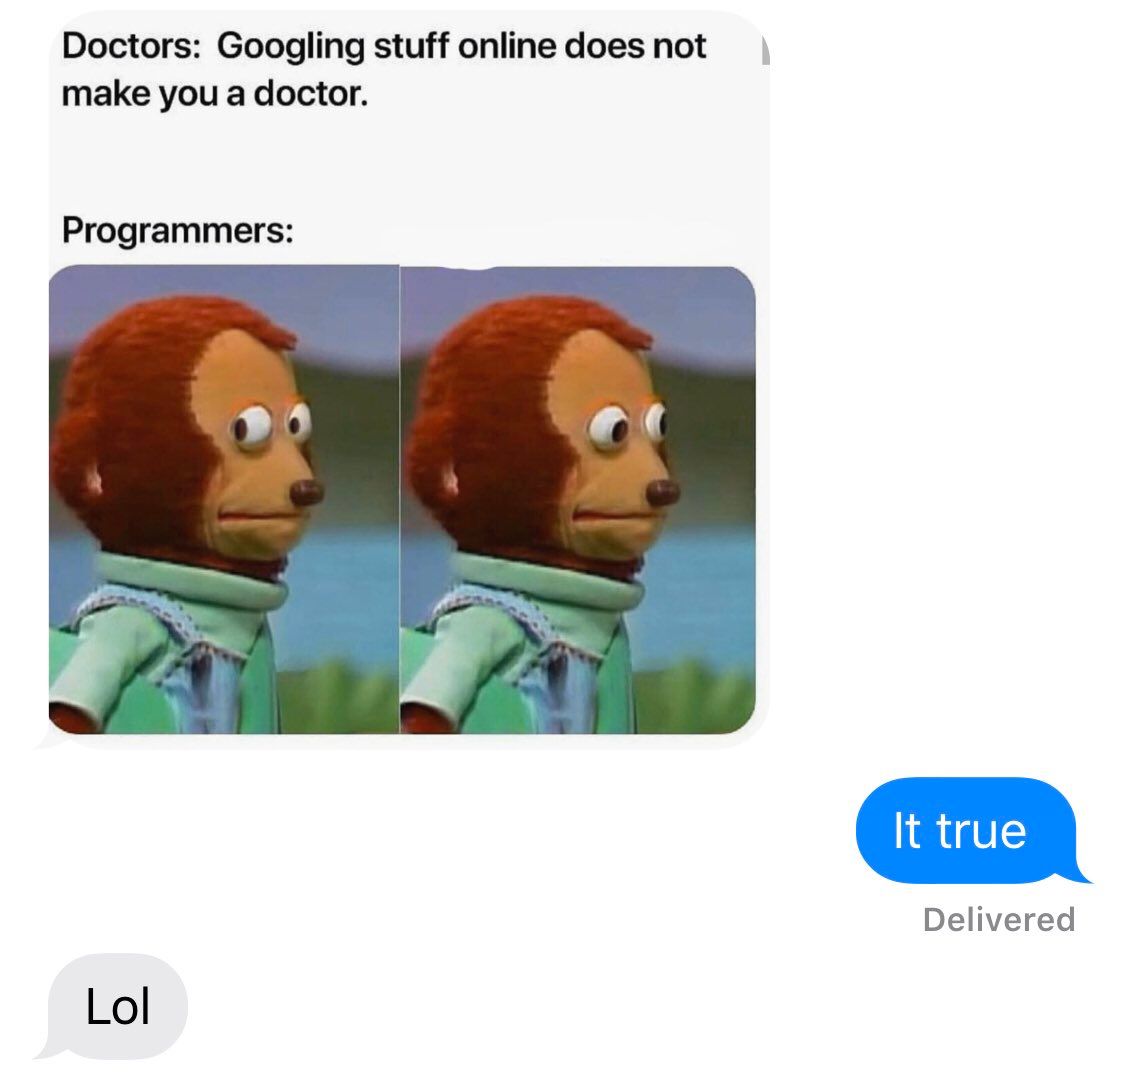 Doctors: Googling stuff online does not
make you a doctor.
Programmers:
It true
Delivered
Lol